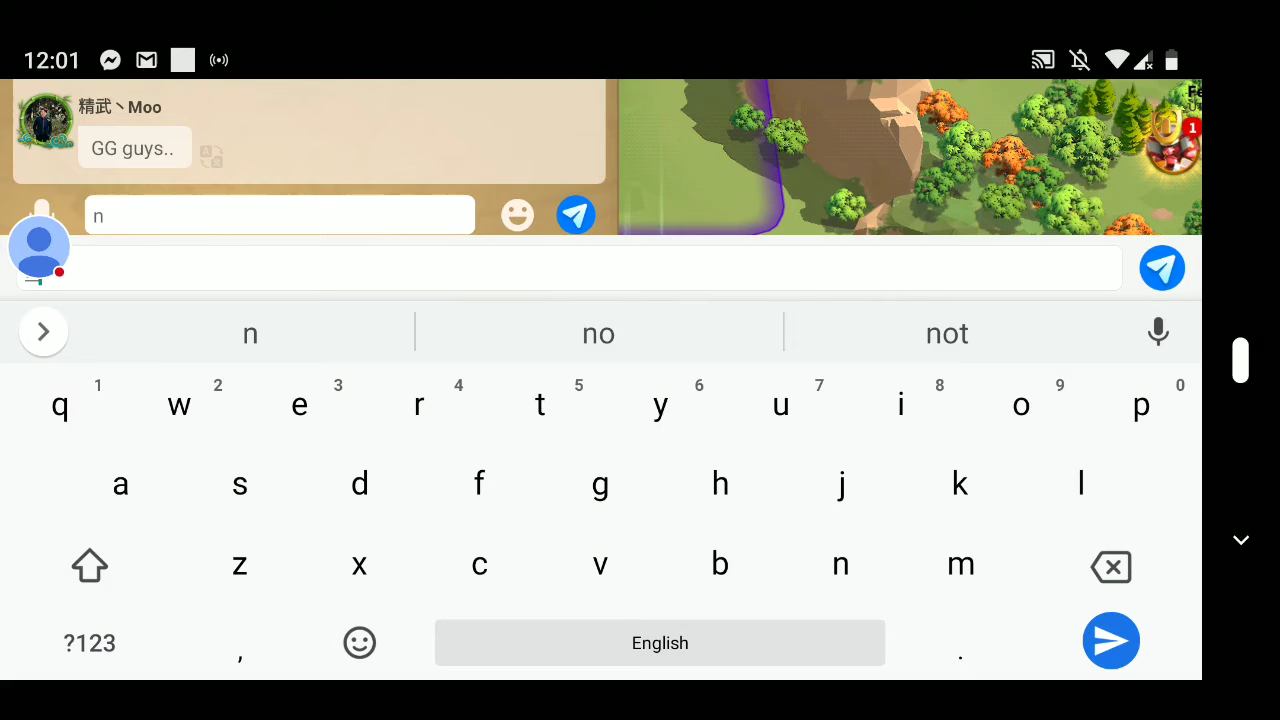 12:01
精武丶Moo
GG guys..
1
n
n no not
q 1 w 2 e 3 r 4 t 5 y 6 u 7 i 8 o 9 p 0
a s d f g h j k l
z x c v b n m
?123 , English .